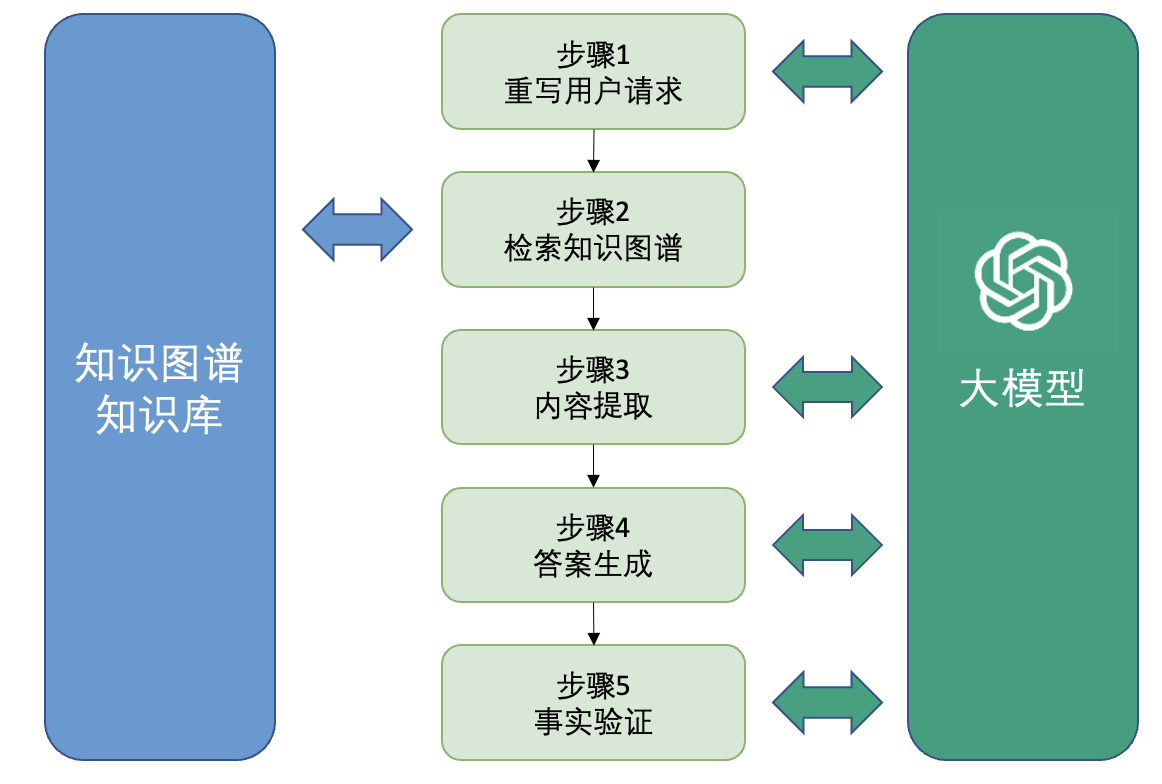 知识图谱
知识库
步骤1
重写用户请求
步骤2
检索知识图谱
步骤3
内容提取
步骤4
答案生成
步骤5
事实验证
大模型